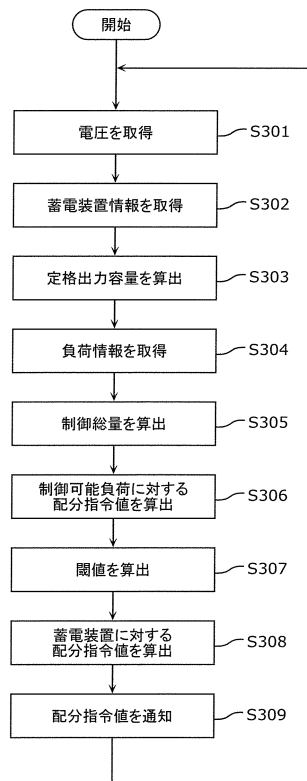 開始
電圧を取得
S301
蓄電装置情報を取得
S302
定格出力容量を算出
S303
負荷情報を取得
S304
制御総量を算出
S305
制御可能負荷に対する
配分指令値を算出
S306
閾値を算出
S307
蓄電装置に対する
配分指令値を算出
S308
配分指令値を通知
S309